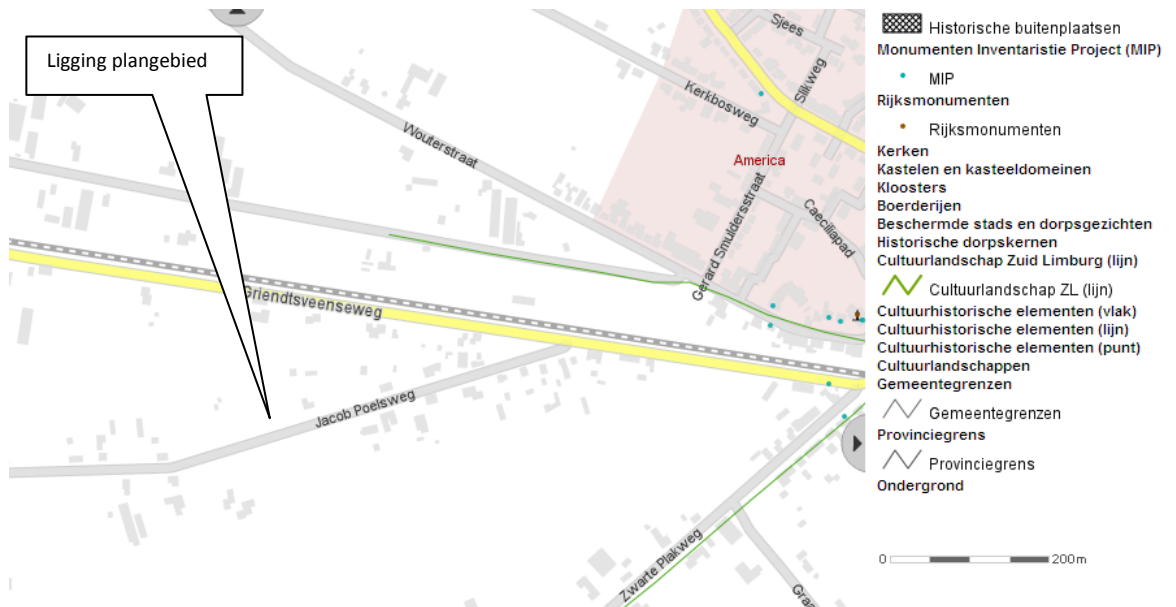 Ligging plangebied
Sjees
Slikweg
Kerkbosweg
Wouterstraat
America
Gerard Smuldersstraat
Caeciliapad
Griendtsveenseweg
Jacob Poelsweg
Zwarte Plakweg
Historische buitenplaatsen
Monumenten Inventaristie Project (MIP)
MIP
Rijksmonumenten
Rijksmonumenten
Kerken
Kastelen en kasteeldomeinen
Kloosters
Boerderijen
Beschermde stads en dorpsgezichten
Historische dorpskernen
Cultuurlandschap Zuid Limburg (lijn)
Cultuurlandschap ZL (lijn)
Cultuurhistorische elementen (vlak)
Cultuurhistorische elementen (lijn)
Cultuurhistorische elementen (punt)
Cultuurlandschappen
Gemeentegrenzen
Gemeentegrenzen
Provinciegrens
Provinciegrens
Ondergrond
0 200m